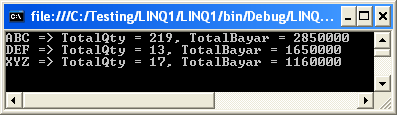 file:///C:/Testing/LINQ1/LINQ1/bin/Debug/LINQ...
ABC => TotalQty = 219, TotalBayar = 2850000
DEF => TotalQty = 13, TotalBayar = 1650000
XYZ => TotalQty = 17, TotalBayar = 1160000